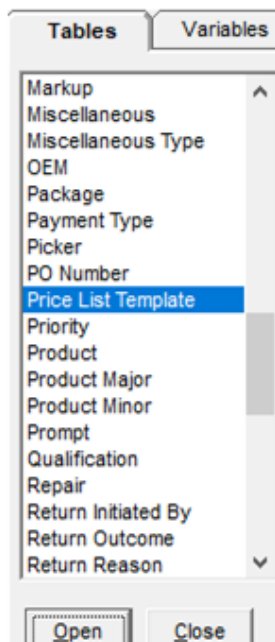 Tables Variables
Markup
Miscellaneous
Miscellaneous Type
OEM
Package
Payment Type
Picker
PO Number
Price List Template
Priority
Product
Product Major
Product Minor
Prompt
Qualification
Repair
Return Initiated By
Return Outcome
Return Reason
Open Close